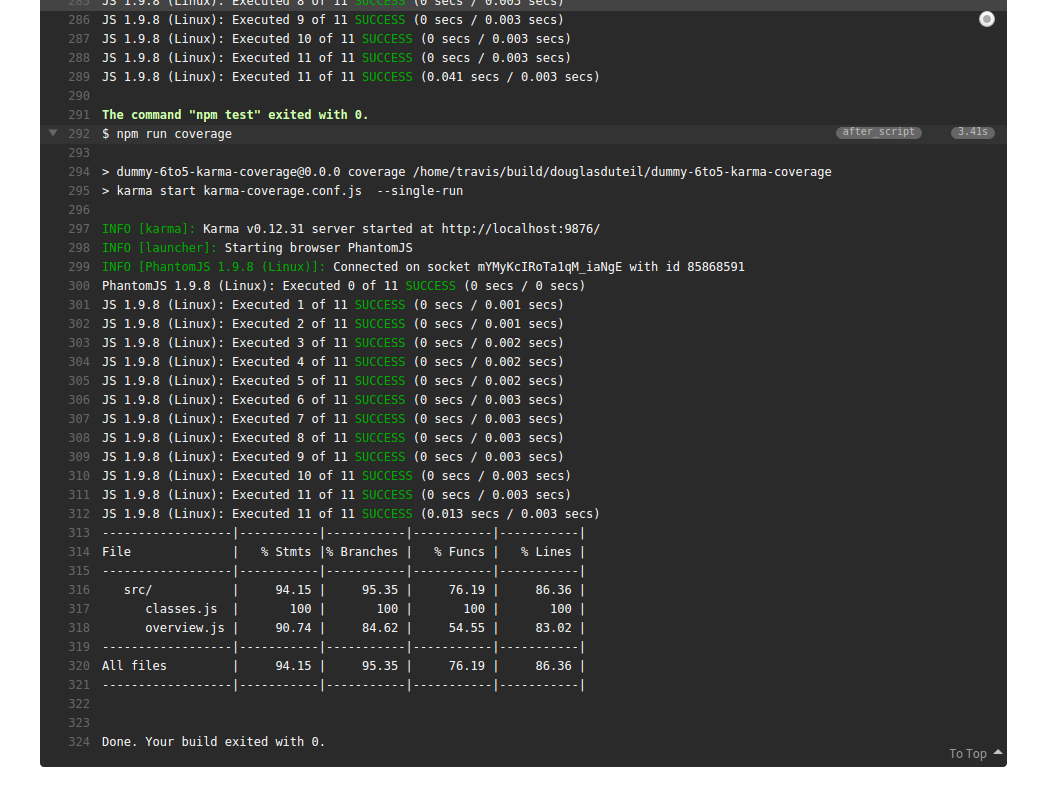 285 JS 1.9.8 (Linux): Executed 8 of 11 SUCCESS (0 secs / 0.003 secs)
286 JS 1.9.8 (Linux): Executed 9 of 11 SUCCESS (0 secs / 0.003 secs)
287 JS 1.9.8 (Linux): Executed 10 of 11 SUCCESS (0 secs / 0.003 secs)
288 JS 1.9.8 (Linux): Executed 11 of 11 SUCCESS (0 secs / 0.003 secs)
289 JS 1.9.8 (Linux): Executed 11 of 11 SUCCESS (0.041 secs / 0.003 secs)
290
291 The command "npm test" exited with 0.
292 $ npm run coverage after_script 3.41s
293
294 > dummy-6to5-karma-coverage@0.0.0 coverage /home/travis/build/douglasduteil/dummy-6to5-karma-coverage
295 > karma start karma-coverage.conf.js  --single-run
296
297 INFO [karma]: Karma v0.12.31 server started at http://localhost:9876/
298 INFO [launcher]: Starting browser PhantomJS
299 INFO [PhantomJS 1.9.8 (Linux)]: Connected on socket mYMyKcIRoTa1qM_iaNgE with id 85868591
300 PhantomJS 1.9.8 (Linux): Executed 0 of 11 SUCCESS (0 secs / 0 secs)
301 JS 1.9.8 (Linux): Executed 1 of 11 SUCCESS (0 secs / 0.001 secs)
302 JS 1.9.8 (Linux): Executed 2 of 11 SUCCESS (0 secs / 0.001 secs)
303 JS 1.9.8 (Linux): Executed 3 of 11 SUCCESS (0 secs / 0.002 secs)
304 JS 1.9.8 (Linux): Executed 4 of 11 SUCCESS (0 secs / 0.002 secs)
305 JS 1.9.8 (Linux): Executed 5 of 11 SUCCESS (0 secs / 0.002 secs)
306 JS 1.9.8 (Linux): Executed 6 of 11 SUCCESS (0 secs / 0.003 secs)
307 JS 1.9.8 (Linux): Executed 7 of 11 SUCCESS (0 secs / 0.003 secs)
308 JS 1.9.8 (Linux): Executed 8 of 11 SUCCESS (0 secs / 0.003 secs)
309 JS 1.9.8 (Linux): Executed 9 of 11 SUCCESS (0 secs / 0.003 secs)
310 JS 1.9.8 (Linux): Executed 10 of 11 SUCCESS (0 secs / 0.003 secs)
311 JS 1.9.8 (Linux): Executed 11 of 11 SUCCESS (0 secs / 0.003 secs)
312 JS 1.9.8 (Linux): Executed 11 of 11 SUCCESS (0.013 secs / 0.003 secs)
313 ------------------|-----------|-----------|-----------|-----------|
314 File              |   % Stmts |% Branches |   % Funcs |   % Lines |
315 ------------------|-----------|-----------|-----------|-----------|
316    src/           |     94.15 |     95.35 |     76.19 |     86.36 |
317       classes.js  |       100 |       100 |       100 |       100 |
318       overview.js |     90.74 |     84.62 |     54.55 |     83.02 |
319 ------------------|-----------|-----------|-----------|-----------|
320 All files         |     94.15 |     95.35 |     76.19 |     86.36 |
321 ------------------|-----------|-----------|-----------|-----------|
322
323
324 Done. Your build exited with 0.
To Top